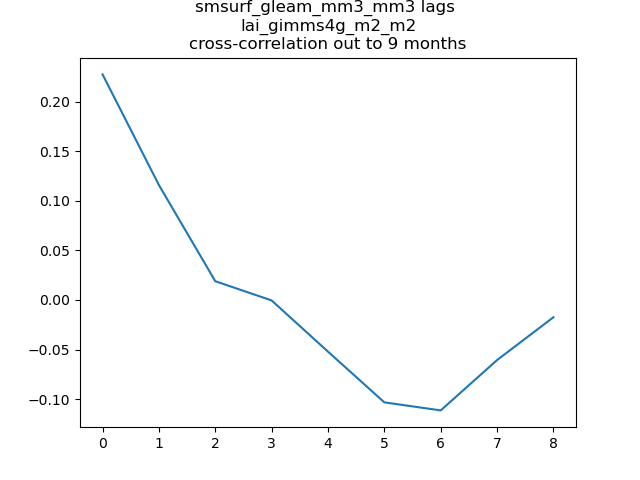 smsurf_gleam_mm3_mm3 lags
lai_gimms4g_m2_m2
cross-correlation out to 9 months
0.20
0.15
0.10
0.05
0.00
−0.05
−0.10
0 1 2 3 4 5 6 7 8